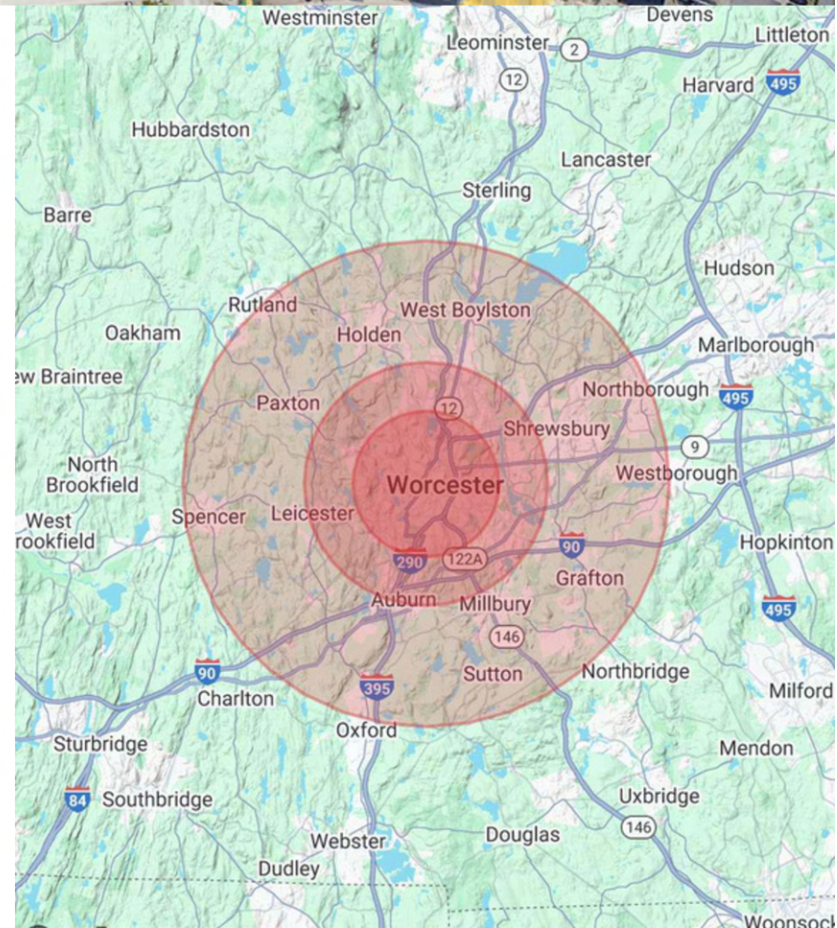 Westminster
Devens
Leominster
2
Littleton
12
Harvard
495
Hubbardston
Lancaster
Sterling
Barre
Hudson
Rutland
West Boylston
Oakham
Holden
Marlborough
ew Braintree
Northborough
495
Paxton
12
Shrewsbury
9
North
Brookfield
Westborough
Worcester
Spencer
Leicester
West
rookfield
290
122A
90
Hopkinton
Grafton
Auburn
Millbury
495
146
90
Sutton
Northbridge
395
Charlton
Milford
Oxford
Sturbridge
Mendon
84
Southbridge
Uxbridge
146
Webster
Douglas
Dudley
Woonsock